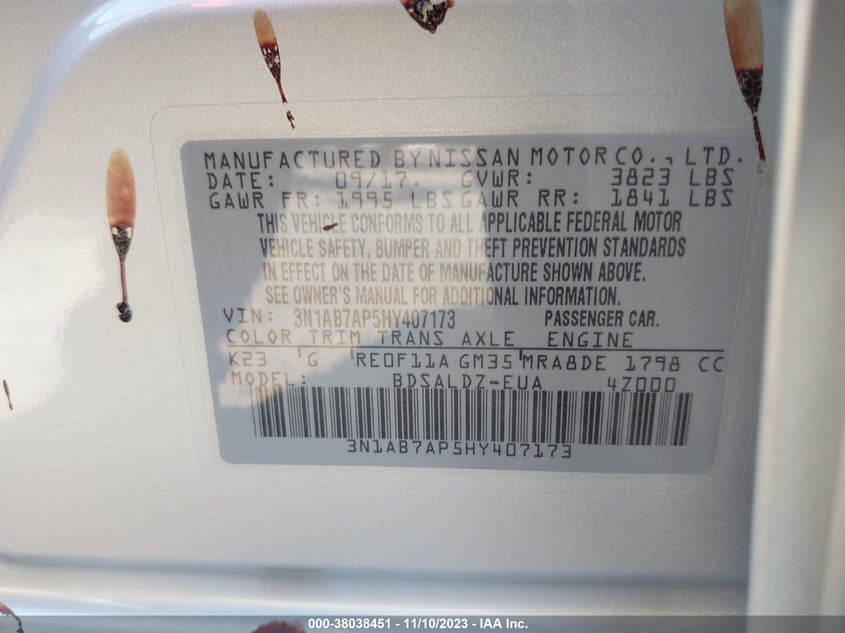 MANUFACTURED BY NISSAN MOTOR CO., LTD.
DATE: 09/17. GVWR: 3823 LBS
GAWR FR: 1995 LBS GAWR RR: 1841 LBS
THIS VEHICLE CONFORMS TO ALL APPLICABLE FEDERAL MOTOR
VEHICLE SAFETY, BUMPER AND THEFT PREVENTION STANDARDS
IN EFFECT ON THE DATE OF MANUFACTURE SHOWN ABOVE.
SEE OWNER'S MANUAL FOR ADDITIONAL INFORMATION.
VIN: 3N1AB7AP5HY407173 PASSENGER CAR.
COLOR TRIM TRANS AXLE ENGINE
K23 G RE0F11A GM35 MRA8DE 1798 CC
MODEL: BDSALDZ-EUA 4Z000
3N1AB7AP5HY407173
000-38038451 - 11/10/2023 - IAA Inc.